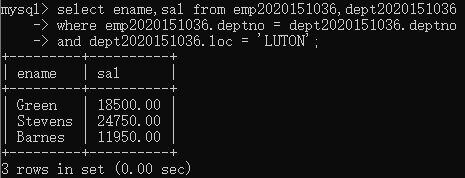 mysql> select ename,sal from emp2020151036,dept2020151036
    -> where emp2020151036.deptno = dept2020151036.deptno
    -> and dept2020151036.loc = 'LUTON';
+---------+----------+
| ename   | sal      |
+---------+----------+
| Green   | 18500.00 |
| Stevens | 24750.00 |
| Barnes  | 11950.00 |
+---------+----------+
3 rows in set (0.00 sec)